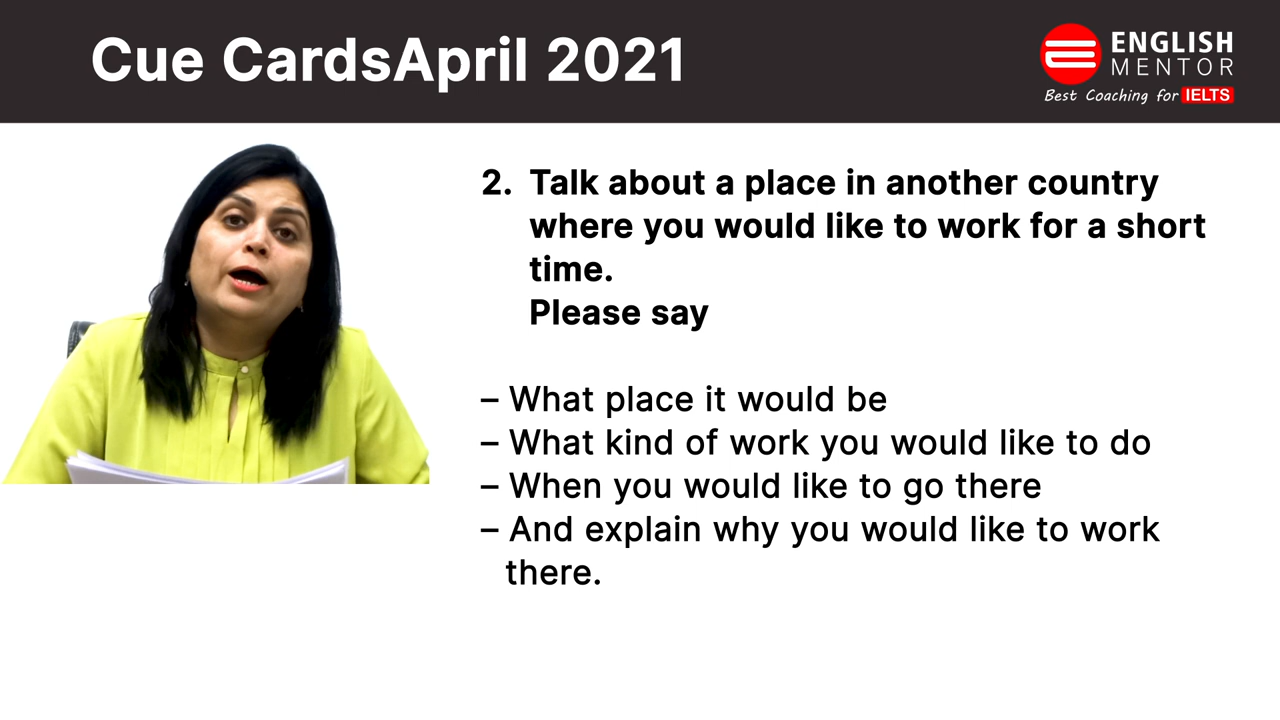 Cue CardsApril 2021
ENGLISH
MENTOR
Best Coaching for IELTS
2. Talk about a place in another country
where you would like to work for a short
time.
Please say
– What place it would be
– What kind of work you would like to do
– When you would like to go there
– And explain why you would like to work
there.